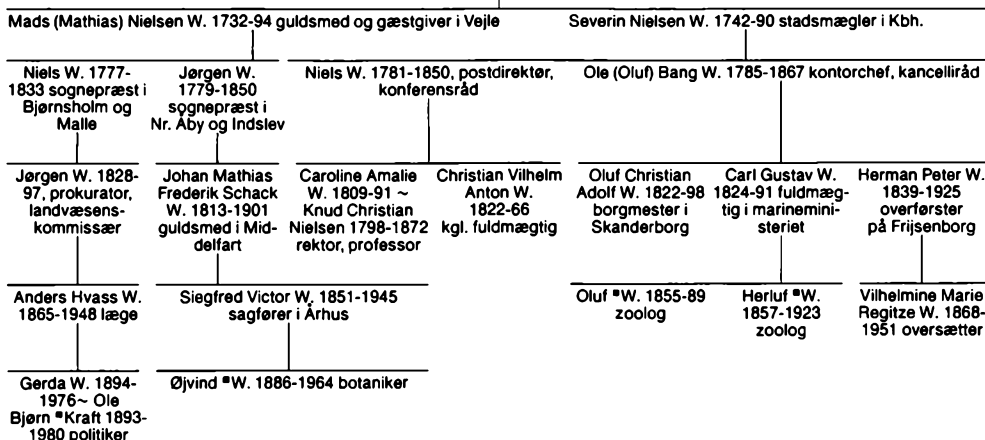 Mads (Mathias) Nielsen W. 1732-94 guldsmed og gæstgiver i Vejle
Severin Nielsen W. 1742-90 stadsmægler i Kbh.
Niels W. 1777-
1833 sognepræst i
Bjørnsholm og
Malle
Jørgen W.
1779-1850
sognepræst i
Nr. Åby og Indslev
Niels W. 1781-1850, postdirektør,
konferensråd
Ole (Oluf) Bang W. 1785-1867 kontorchef, kancelliråd
Jørgen W. 1828-
97, prokurator,
landvæsens-
kommissær
Johan Mathias
Frederik Schack
W. 1813-1901
guldsmed i Mid-
delfart
Caroline Amalie
W. 1809-91 ~
Knud Christian
Nielsen 1798-1872
rektor, professor
Christian Vilhelm
Anton W.
1822-66
kgl. fuldmægtig
Oluf Christian
Adolf W. 1822-98
borgmester i
Skanderborg
Carl Gustav W.
1824-91 fuldmæg-
tig i marinemini-
steriet
Herman Peter W.
1839-1925
overførster
på Frijsenborg
Anders Hvass W.
1865-1948 læge
Siegfred Victor W. 1851-1945
sagfører i Århus
Oluf *W. 1855-89
zoolog
Herluf *W.
1857-1923
zoolog
Vilhelmine Marie
Regitze W. 1868-
1951 oversætter
Gerda W. 1894-
1976~ Ole
Bjørn *Kraft 1893-
1980 politiker
Øjvind *W. 1886-1964 botaniker